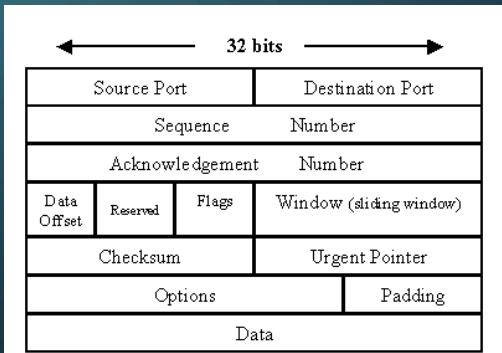 32 bits
Source Port Destination Port
Sequence Number
Acknowledgement Number
Data Offset Reserved Flags Window (sliding window)
Checksum Urgent Pointer
Options Padding
Data